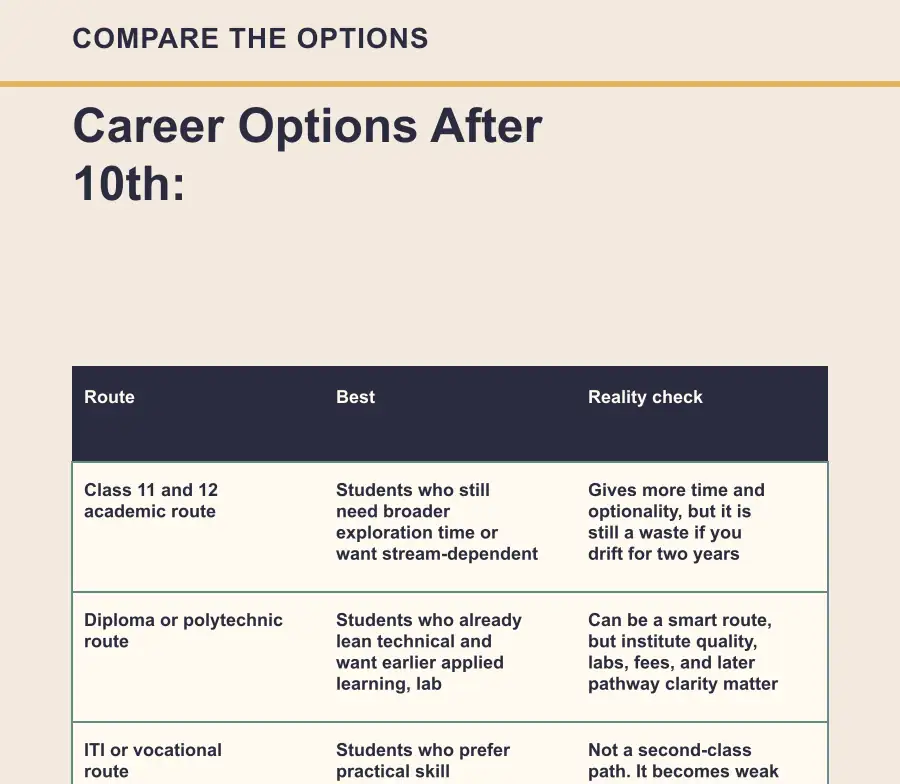 COMPARE THE OPTIONS
Career Options After
10th:
Route
Best
Reality check
Class 11 and 12
academic route
Students who still
need broader
exploration time or
want stream-dependent
Gives more time and
optionality, but it is
still a waste if you
drift for two years
Diploma or polytechnic
route
Students who already
lean technical and
want earlier applied
learning, lab
Can be a smart route,
but institute quality,
labs, fees, and later
pathway clarity matter
ITI or vocational
route
Students who prefer
practical skill
Not a second-class
path. It becomes weak